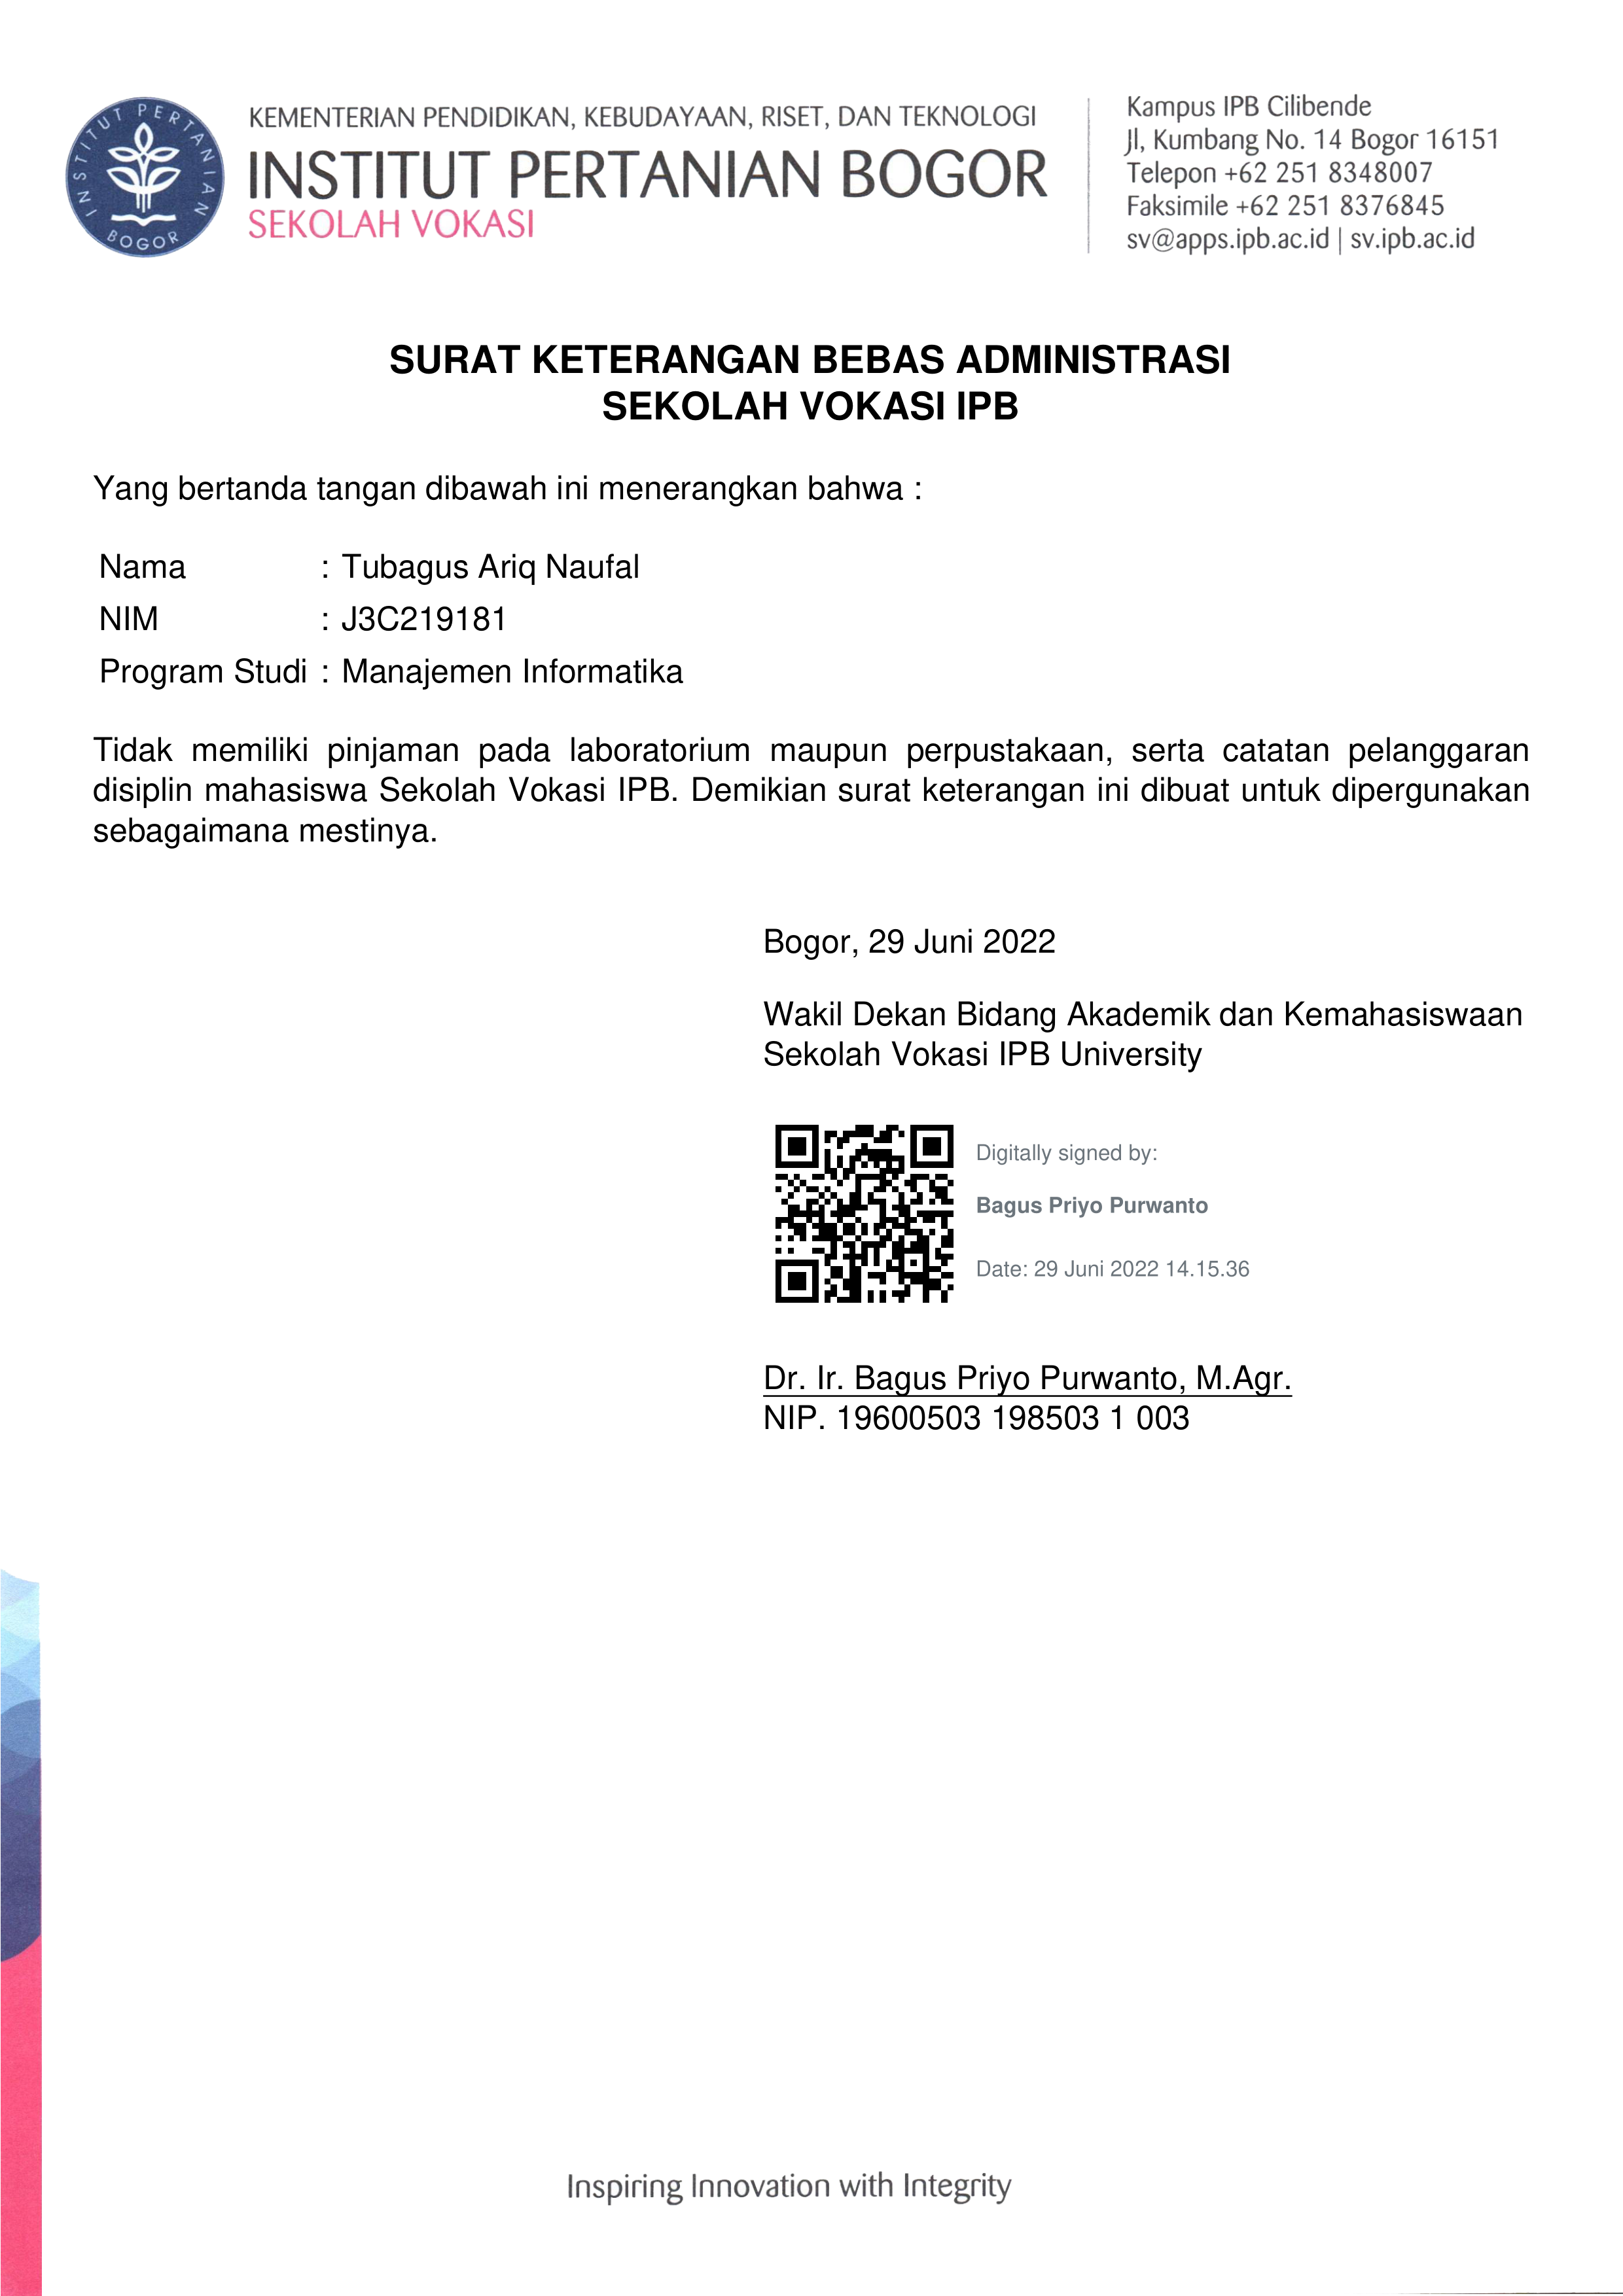 INSTITUT PERTANIAN
BOGOR
KEMENTERIAN PENDIDIKAN, KEBUDAYAAN, RISET, DAN TEKNOLOGI
INSTITUT PERTANIAN BOGOR
SEKOLAH VOKASI
Kampus IPB Cilibende
Jl, Kumbang No. 14 Bogor 16151
Telepon +62 251 8348007
Faksimile +62 251 8376845
sv@apps.ipb.ac.id | sv.ipb.ac.id
SURAT KETERANGAN BEBAS ADMINISTRASI
SEKOLAH VOKASI IPB
Yang bertanda tangan dibawah ini menerangkan bahwa :
Nama : Tubagus Ariq Naufal
NIM : J3C219181
Program Studi : Manajemen Informatika
Tidak memiliki pinjaman pada laboratorium maupun perpustakaan, serta catatan pelanggaran
disiplin mahasiswa Sekolah Vokasi IPB. Demikian surat keterangan ini dibuat untuk dipergunakan
sebagaimana mestinya.
Bogor, 29 Juni 2022
Wakil Dekan Bidang Akademik dan Kemahasiswaan
Sekolah Vokasi IPB University
Digitally signed by:
Bagus Priyo Purwanto
Date: 29 Juni 2022 14.15.36
Dr. Ir. Bagus Priyo Purwanto, M.Agr.
NIP. 19600503 198503 1 003
Inspiring Innovation with Integrity